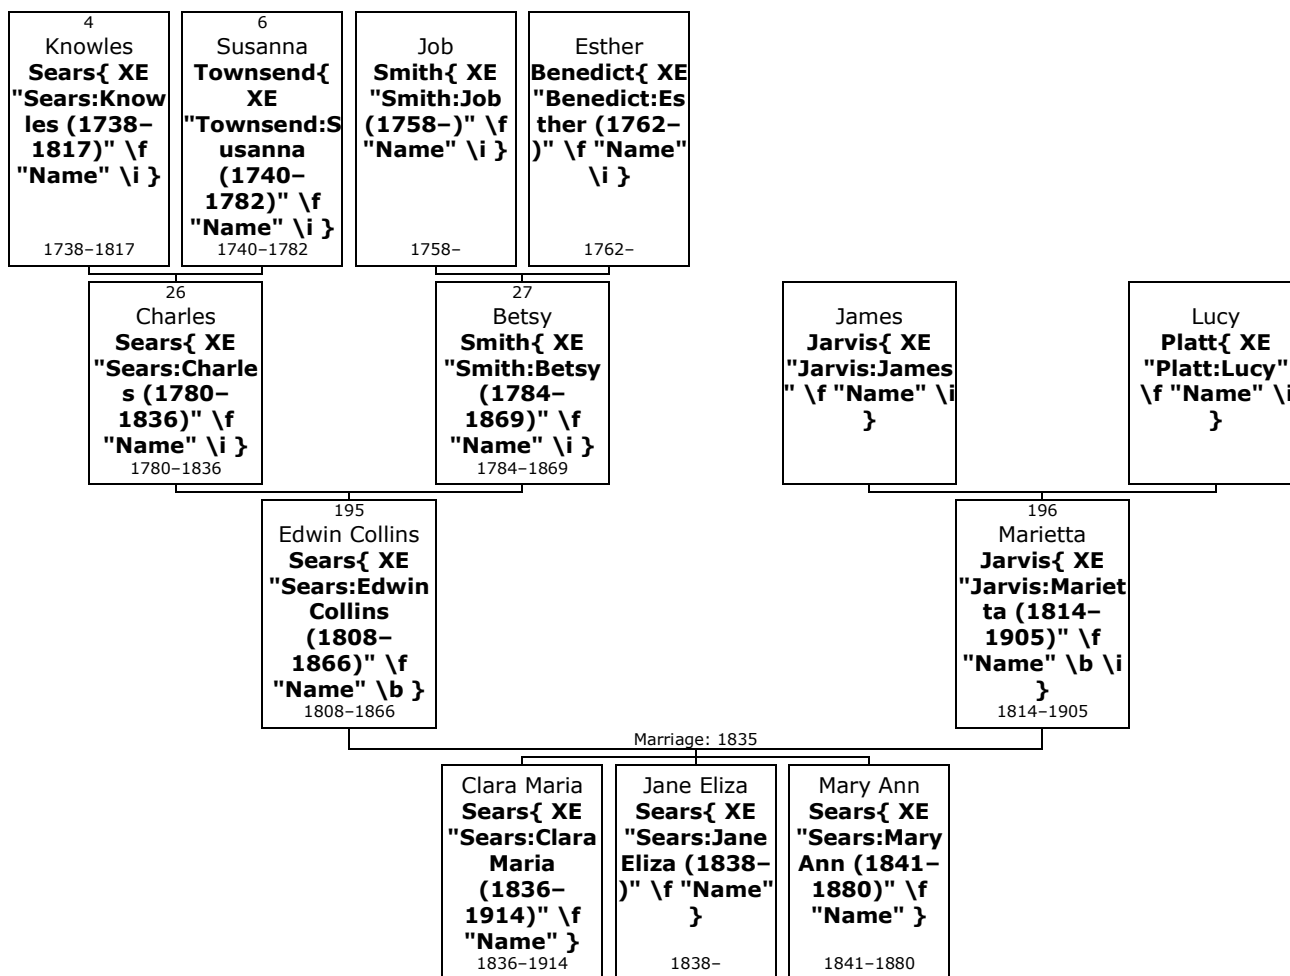 4
Knowles
Sears{ XE
"Sears:Know
les (1738–
1817)" \f
"Name" \i }
1738–1817
6
Susanna
Townsend{
XE
"Townsend:S
usanna
(1740–
1782)" \f
"Name" \i }
1740–1782
Job
Smith{ XE
"Smith:Job
(1758–)" \f
"Name" \i }
1758–
Esther
Benedict{ XE
"Benedict:Es
ther (1762–
)" \f "Name"
\i }
1762–
26
Charles
Sears{ XE
"Sears:Charle
s (1780–
1836)" \f
"Name" \i }
1780–1836
27
Betsy
Smith{ XE
"Smith:Betsy
(1784–
1869)" \f
"Name" \i }
1784–1869
James
Jarvis{ XE
"Jarvis:James
" \f "Name" \i
}
Lucy
Platt{ XE
"Platt:Lucy"
\f "Name" \i
}
195
Edwin Collins
Sears{ XE
"Sears:Edwin
Collins
(1808–
1866)" \f
"Name" \b }
1808–1866
196
Marietta
Jarvis{ XE
"Jarvis:Mariet
ta (1814–
1905)" \f
"Name" \b \i
}
1814–1905
Marriage: 1835
Clara Maria
Sears{ XE
"Sears:Clara
Maria
(1836–
1914)" \f
"Name" }
1836–1914
Jane Eliza
Sears{ XE
"Sears:Jane
Eliza (1838–
)" \f "Name"
}
1838–
Mary Ann
Sears{ XE
"Sears:Mary
Ann (1841–
1880)" \f
"Name" }
1841–1880